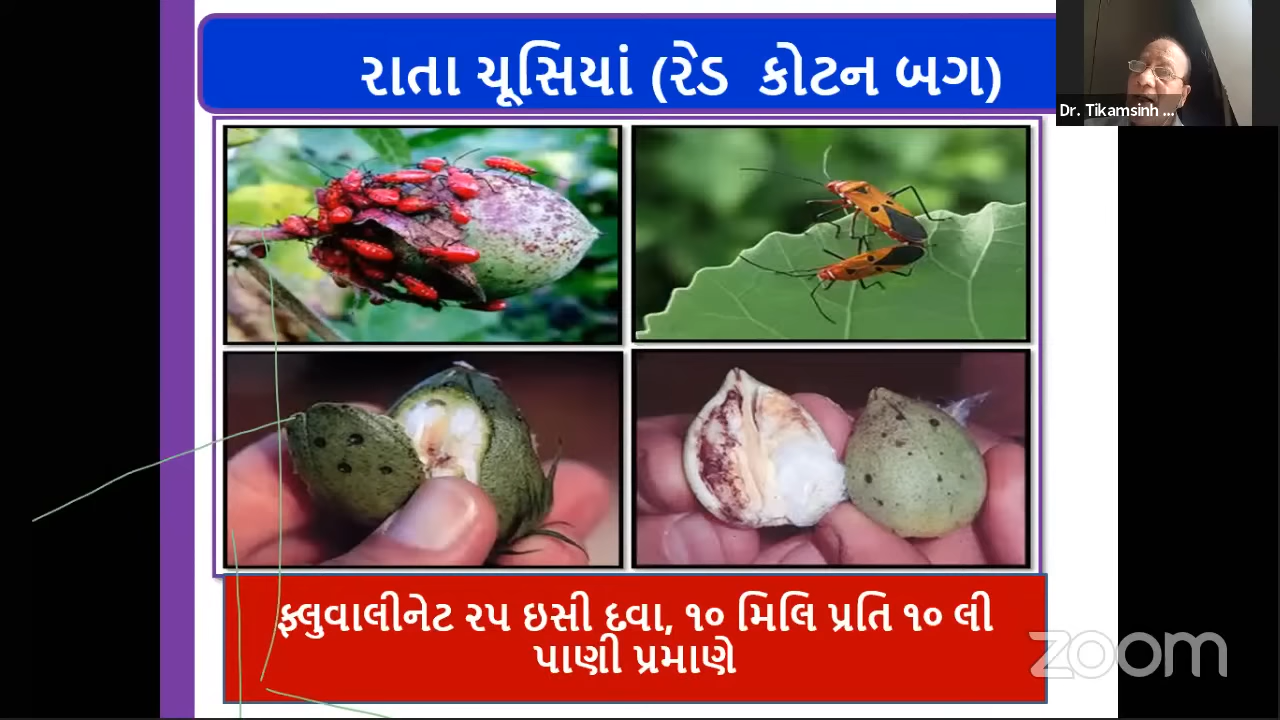 રાતા ચૂસિયાં (રેડ કોટન બગ)
Dr. Tikamsinh ...
ફ્લુવાલીનેટ ૨૫ ઇસી દવા, ૧૦ મિલિ પ્રતિ ૧૦ લી
પાણી પ્રમાણે
zoom